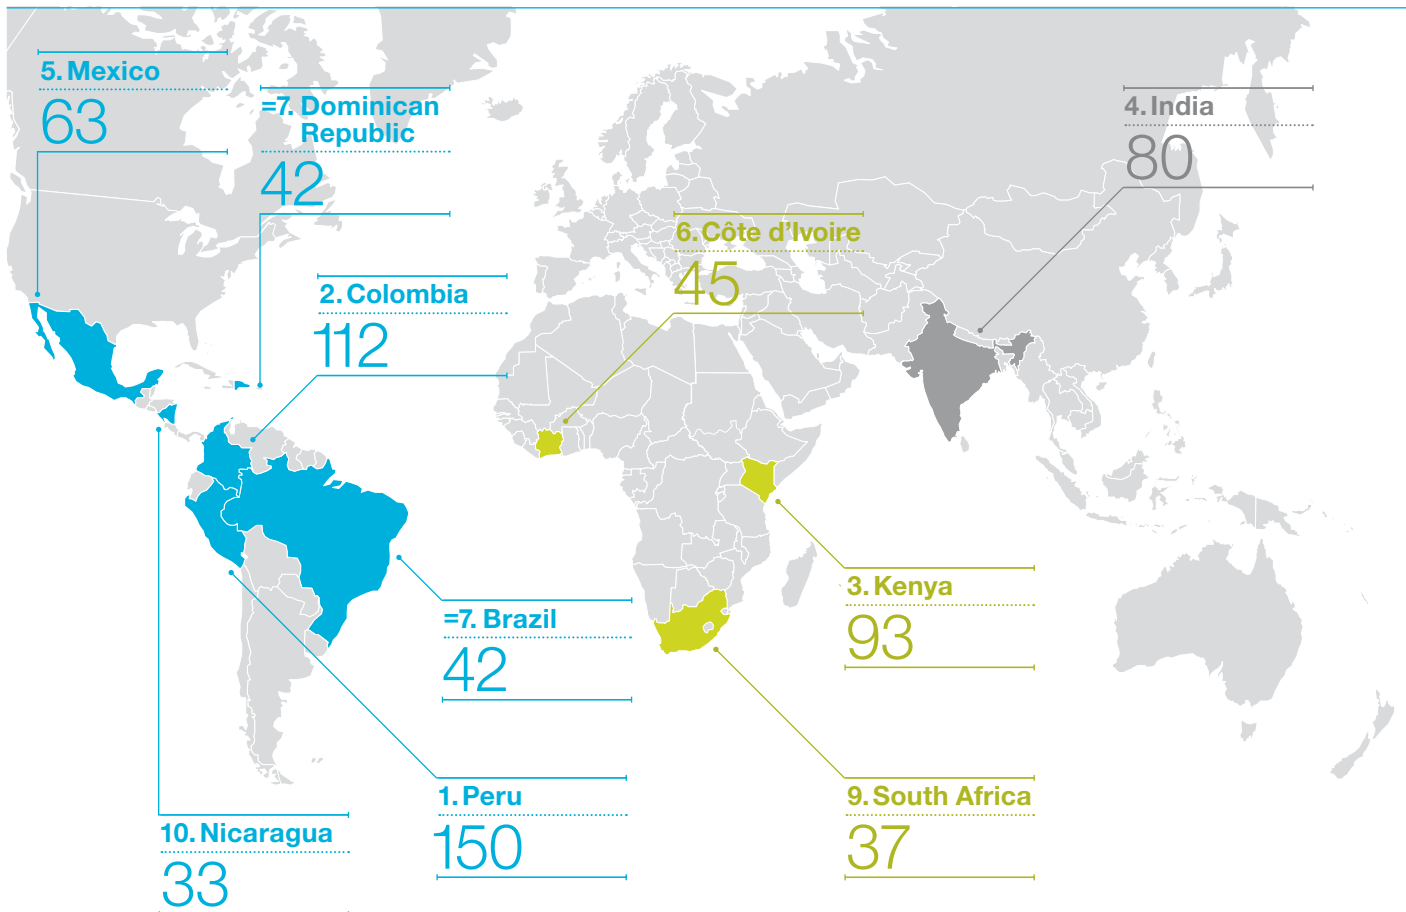 5. Mexico
63
=7. Dominican
Republic
42
4. India
80
6. Côte d’Ivoire
45
2. Colombia
112
3. Kenya
93
=7. Brazil
42
1. Peru
150
9. South Africa
37
10. Nicaragua
33